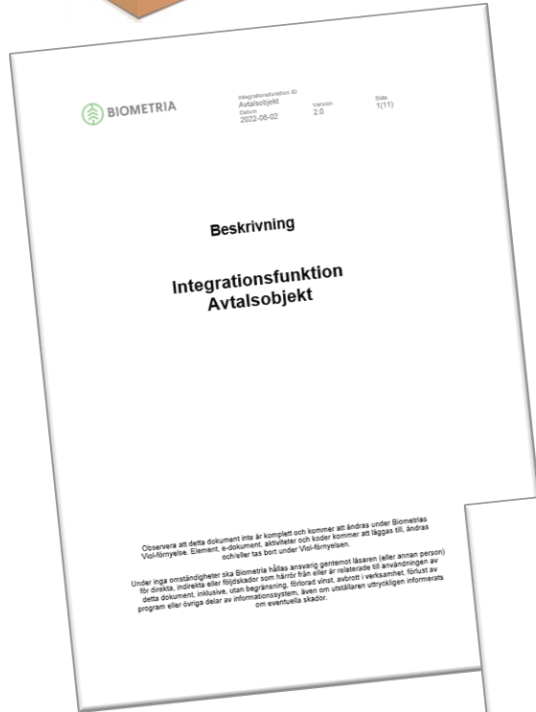 BIOMETRIA
Integrationsfunktion ID
Avtalsobjekt
Datum
2022-06-02
Version
2.0
Sida
1(11)
Beskrivning
Integrationsfunktion
Avtalsobjekt
Observera att detta dokument inte är komplett och kommer att ändras under Biometrias
Viol-förnyelse. Element, e-dokument, aktiviteter och koder kommer att läggas till, ändras
och/eller tas bort under Viol-förnyelsen.
Under inga omständigheter ska Biometria hållas ansvarig gentemot läsaren (eller annan person)
för direkta, indirekta eller följdskador som härrör från eller är relaterade till användningen av
detta dokument, inklusive, utan begränsning, förlorad vinst, avbrott i verksamhet, förlust av
program eller övriga delar av informationssystem, även om utställaren uttryckligen informerats
om eventuella skador.